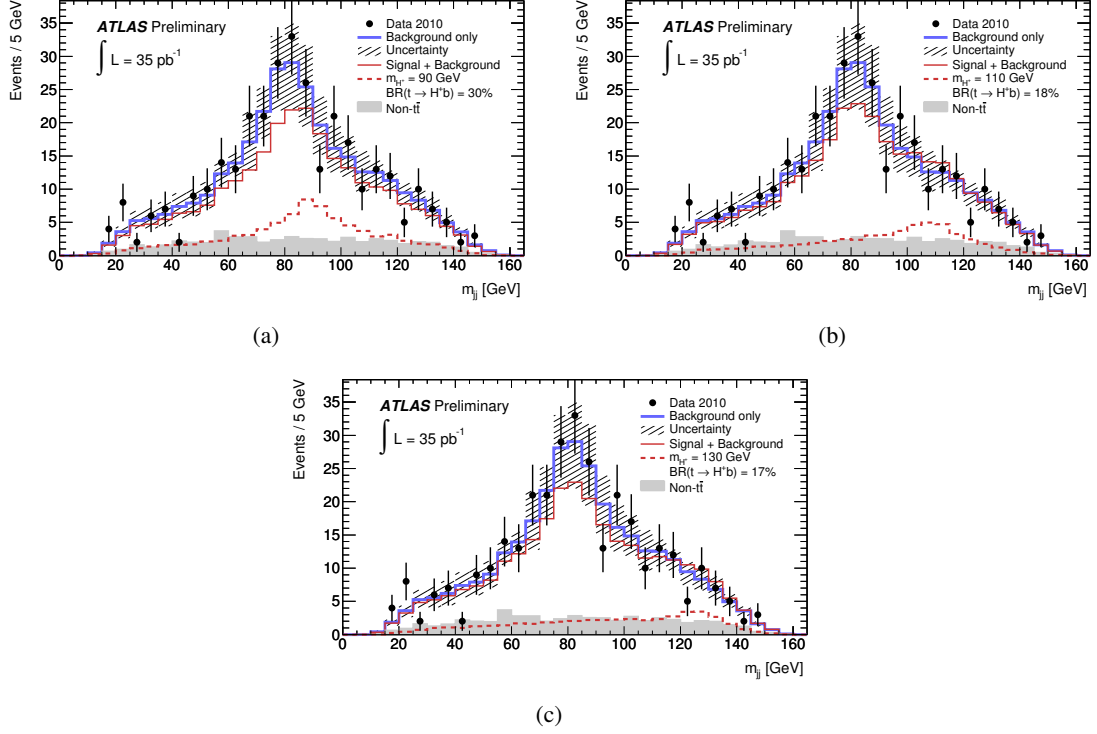 Events / 5 GeV
35
30
25
20
15
10
5
0
ATLAS Preliminary
∫ L = 35 pb⁻¹
Data 2010
Background only
Uncertainty
Signal + Background
m_H⁺ = 90 GeV
BR(t → H⁺b) = 30%
Non-tt̄
0 20 40 60 80 100 120 140 160
m_jj [GeV]
(a)
Events / 5 GeV
35
30
25
20
15
10
5
0
ATLAS Preliminary
∫ L = 35 pb⁻¹
Data 2010
Background only
Uncertainty
Signal + Background
m_H⁺ = 110 GeV
BR(t → H⁺b) = 18%
Non-tt̄
0 20 40 60 80 100 120 140 160
m_jj [GeV]
(b)
Events / 5 GeV
35
30
25
20
15
10
5
0
ATLAS Preliminary
∫ L = 35 pb⁻¹
Data 2010
Background only
Uncertainty
Signal + Background
m_H⁺ = 130 GeV
BR(t → H⁺b) = 17%
Non-tt̄
0 20 40 60 80 100 120 140 160
m_jj [GeV]
(c)